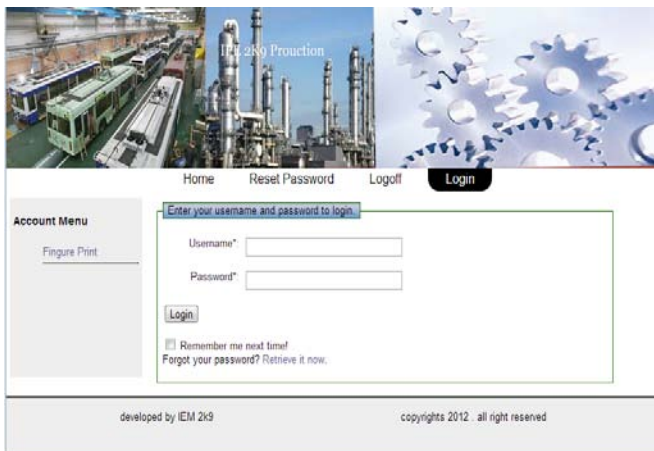 IPE 2K9 Prouction
Home Reset Password Logoff Login
Account Menu
Fingure Print
Enter your username and password to login.
Username*:
Password*:
Login
Remember me next time!
Forgot your password? Retrieve it now.
developed by IEM 2k9 copyrights 2012 . all right reserved